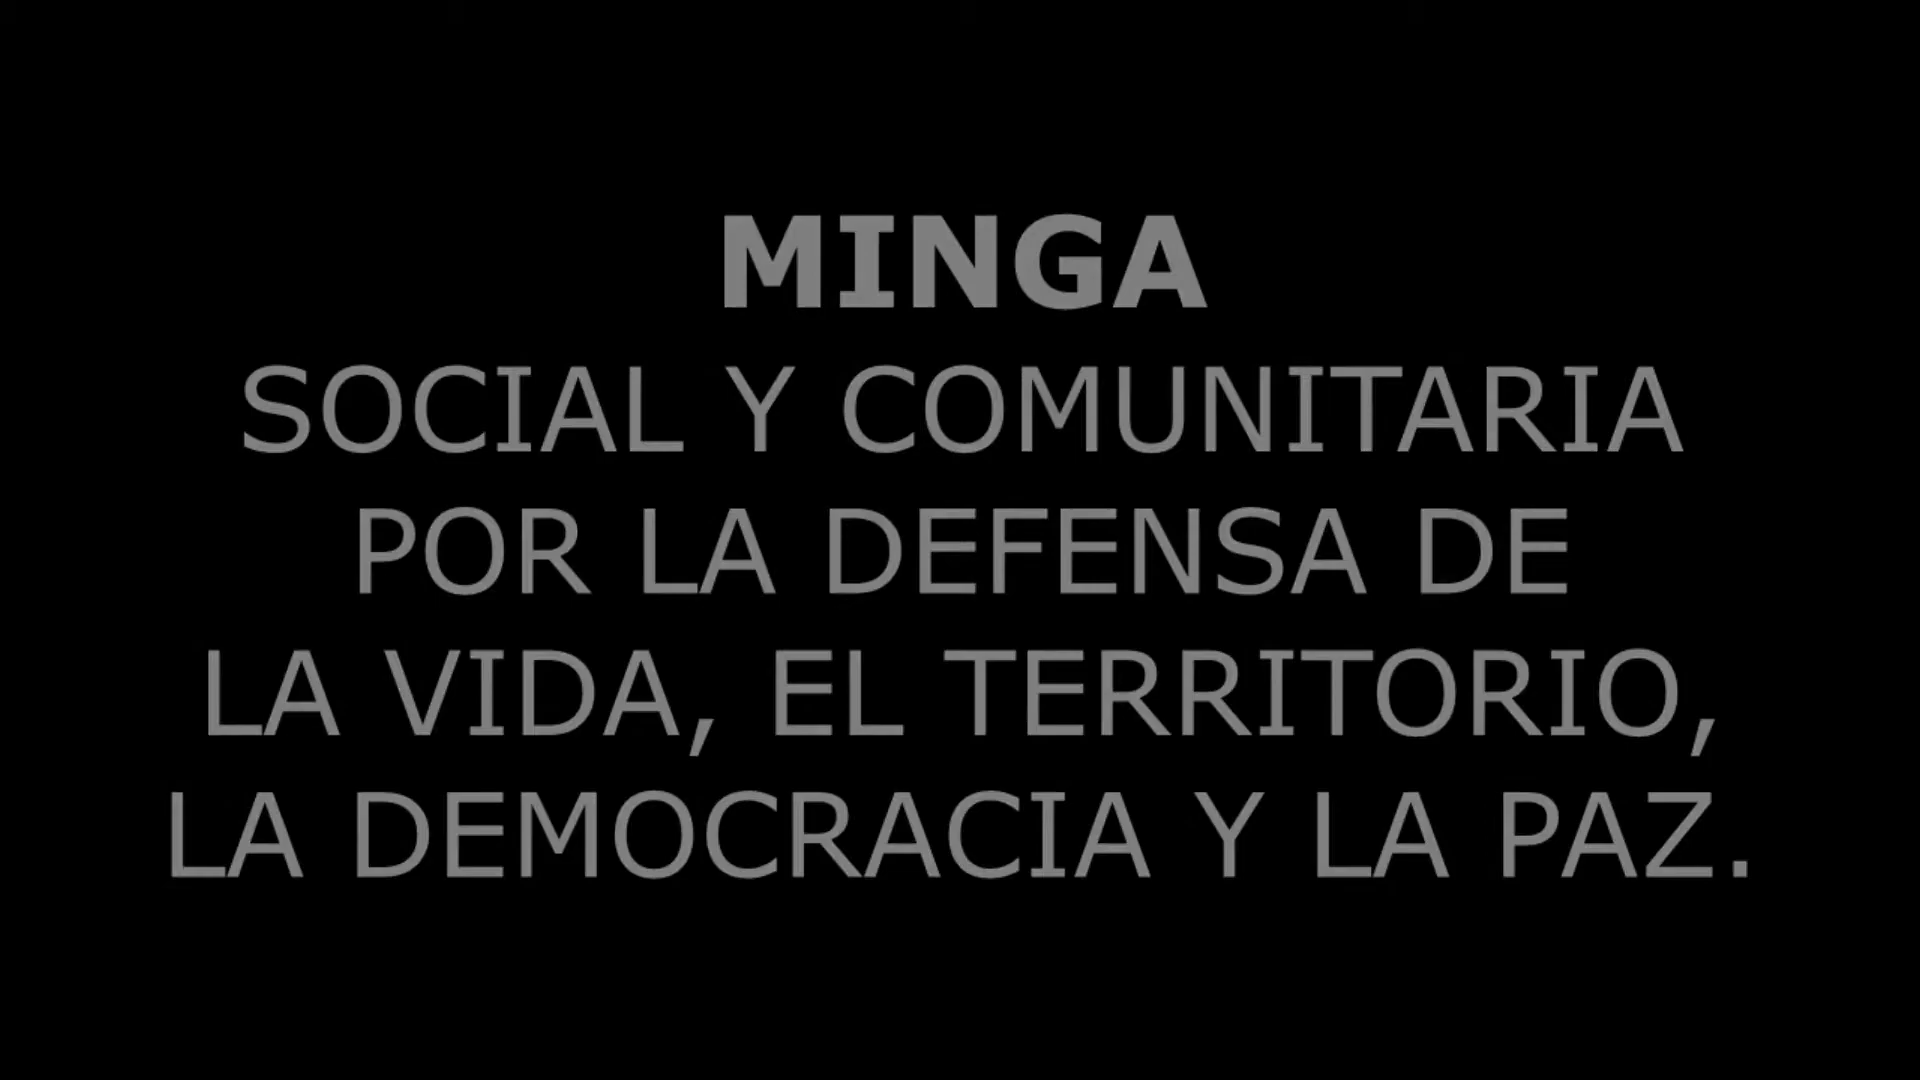 MINGA
SOCIAL Y COMUNITARIA
POR LA DEFENSA DE
LA VIDA, EL TERRITORIO,
LA DEMOCRACIA Y LA PAZ.